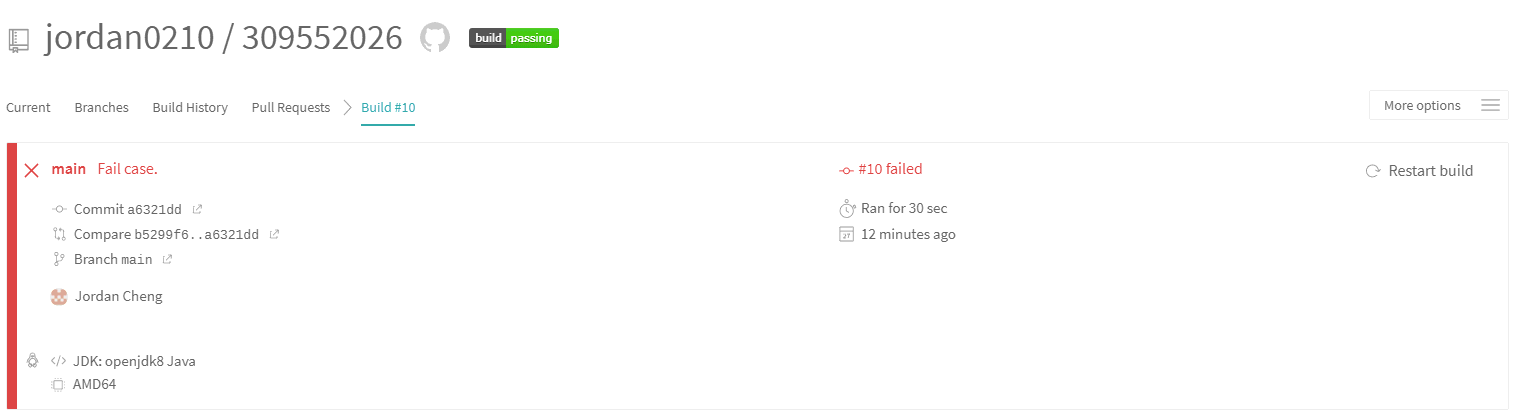 jordan0210 / 309552026 build passing
Current Branches Build History Pull Requests Build #10 More options
main Fail case. #10 failed Restart build
Commit a6321dd Ran for 30 sec
Compare b5299f6..a6321dd 12 minutes ago
Branch main
Jordan Cheng
</> JDK: openjdk8 Java
AMD64